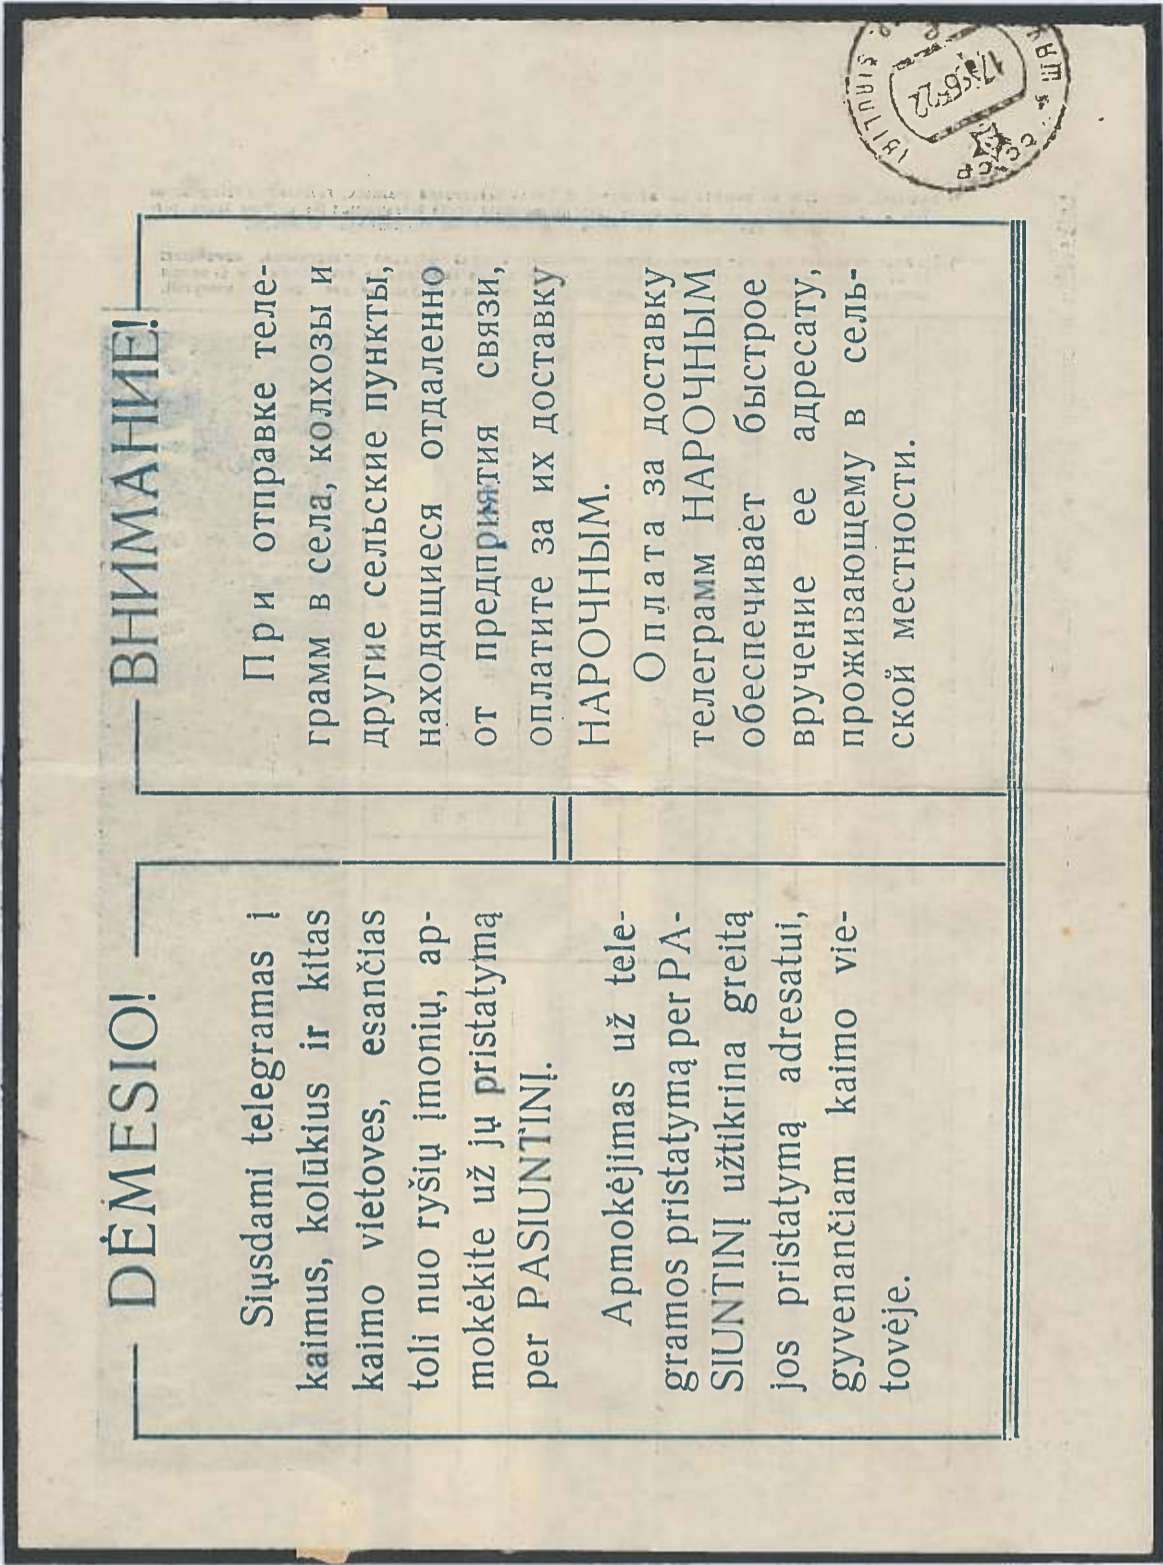 DĖMESIO!
Siųsdami telegramas į
kaimus, kolūkius ir kitas
kaimo vietoves, esančias
toli nuo ryšių įmonių, ap-
mokėkite už jų pristatymą
per PASIUNTINĮ.
Apmokėjimas už tele-
gramos pristatymą per PA-
SIUNTINĮ užtikrina greitą
jos pristatymą adresatui,
gyvenančiam kaimo vie-
tovėje.
ВНИМАНИЕ!
При отправке теле-
грамм в села, колхозы и
другие сельские пункты,
находящиеся отдаленно
от предприятия связи,
оплатите за их доставку
НАРОЧНЫМ.
Оплата за доставку
телеграмм НАРОЧНЫМ
обеспечивает быстрое
вручение ее адресату,
проживающему в сель-
ской местности.
СССР